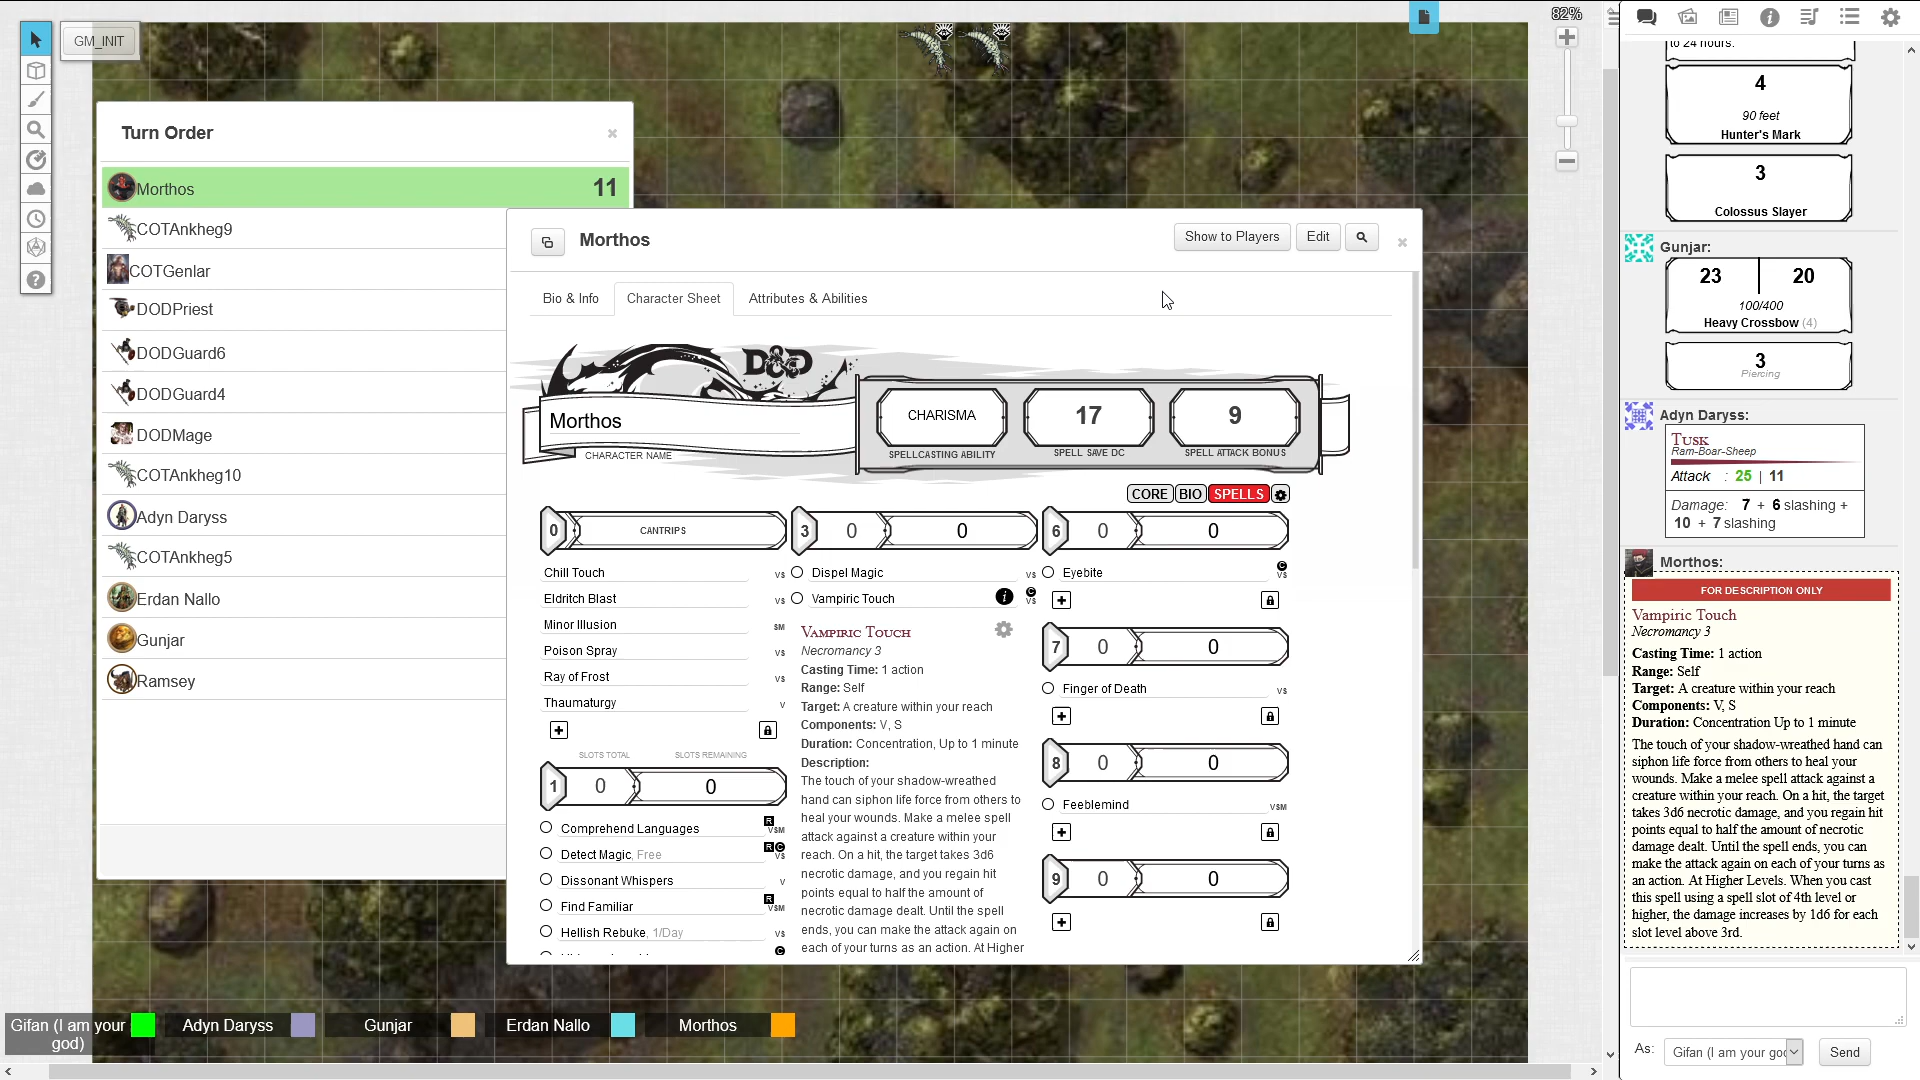 GM_INIT
82%
Turn Order
Morthos
11
COTAnkheg9
COTGenlar
DODPriest
DODGuard6
DODGuard4
DODMage
COTAnkheg10
Adyn Daryss
COTAnkheg5
Erdan Nallo
Gunjar
Ramsey
Morthos
Show to Players
Edit
Bio & Info
Character Sheet
Attributes & Abilities
D&D
Morthos
CHARACTER NAME
CHARISMA
17
9
SPELLCASTING ABILITY
SPELL SAVE DC
SPELL ATTACK BONUS
CORE
BIO
SPELLS
0
CANTRIPS
Chill Touch
V S
Eldritch Blast
V S
Minor Illusion
S M
Poison Spray
V S
Ray of Frost
V S
Thaumaturgy
V
SLOTS TOTAL
SLOTS REMAINING
1
0
0
Comprehend Languages
R
V S M
Detect Magic, Free
R C
V S
Dissonant Whispers
V
Find Familiar
R
V S M
Hellish Rebuke, 1/Day
V S
C
3
0
0
Dispel Magic
V S
Vampiric Touch
i
C
V S
Vampiric Touch
Necromancy 3
Casting Time: 1 action
Range: Self
Target: A creature within your reach
Components: V, S
Duration: Concentration, Up to 1 minute
Description:
The touch of your shadow-wreathed
hand can siphon life force from others to
heal your wounds. Make a melee spell
attack against a creature within your
reach. On a hit, the target takes 3d6
necrotic damage, and you regain hit
points equal to half the amount of
necrotic damage dealt. Until the spell
ends, you can make the attack again on
each of your turns as an action. At Higher
6
0
0
Eyebite
C
V S
7
0
0
Finger of Death
V S
8
0
0
Feeblemind
V S M
9
0
0
to 24 hours.
4
90 feet
Hunter's Mark
3
Colossus Slayer
Gunjar:
23
20
100/400
Heavy Crossbow (4)
3
Piercing
Adyn Daryss:
Tusk
Ram-Boar-Sheep
Attack : 25 | 11
Damage: 7 + 6 slashing +
10 + 7 slashing
Morthos:
FOR DESCRIPTION ONLY
Vampiric Touch
Necromancy 3
Casting Time: 1 action
Range: Self
Target: A creature within your reach
Components: V, S
Duration: Concentration Up to 1 minute
The touch of your shadow-wreathed hand can
siphon life force from others to heal your
wounds. Make a melee spell attack against a
creature within your reach. On a hit, the target
takes 3d6 necrotic damage, and you regain hit
points equal to half the amount of necrotic
damage dealt. Until the spell ends, you can
make the attack again on each of your turns as
an action. At Higher Levels. When you cast
this spell using a spell slot of 4th level or
higher, the damage increases by 1d6 for each
slot level above 3rd.
As:
Gifan (I am your god
Send
Gifan (I am your
god)
Adyn Daryss
Gunjar
Erdan Nallo
Morthos